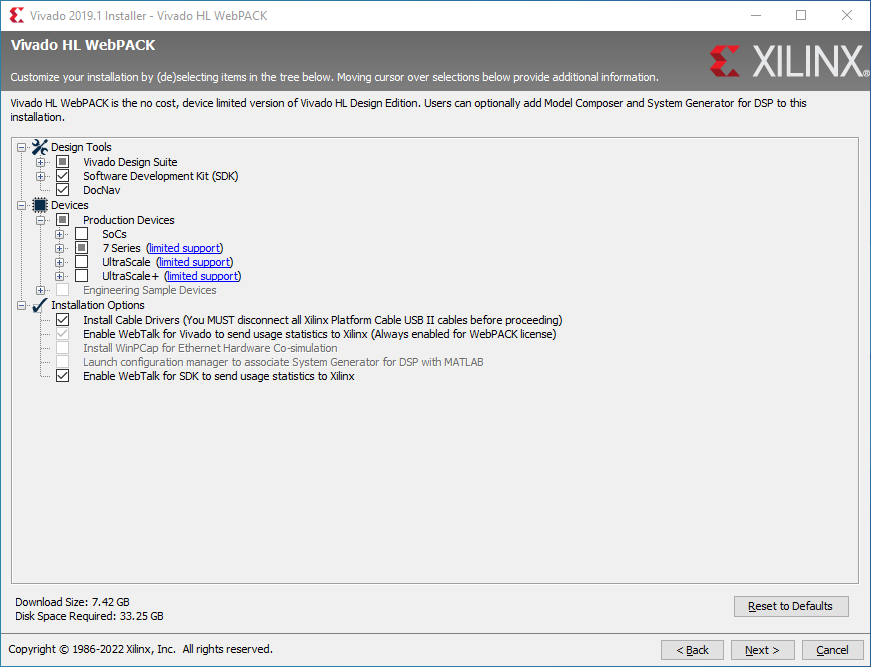 Vivado 2019.1 Installer - Vivado HL WebPACK
Vivado HL WebPACK
XILINX®
Customize your installation by (de)selecting items in the tree below. Moving cursor over selections below provide additional information.
Vivado HL WebPACK is the no cost, device limited version of Vivado HL Design Edition. Users can optionally add Model Composer and System Generator for DSP to this
installation.
Design Tools
Vivado Design Suite
Software Development Kit (SDK)
DocNav
Devices
Production Devices
SoCs
7 Series (limited support)
UltraScale (limited support)
UltraScale+ (limited support)
Engineering Sample Devices
Installation Options
Install Cable Drivers (You MUST disconnect all Xilinx Platform Cable USB II cables before proceeding)
Enable WebTalk for Vivado to send usage statistics to Xilinx (Always enabled for WebPACK license)
Install WinPCap for Ethernet Hardware Co-simulation
Launch configuration manager to associate System Generator for DSP with MATLAB
Enable WebTalk for SDK to send usage statistics to Xilinx
Download Size: 7.42 GB
Disk Space Required: 33.25 GB
Reset to Defaults
Copyright © 1986-2022 Xilinx, Inc. All rights reserved.
< Back
Next >
Cancel